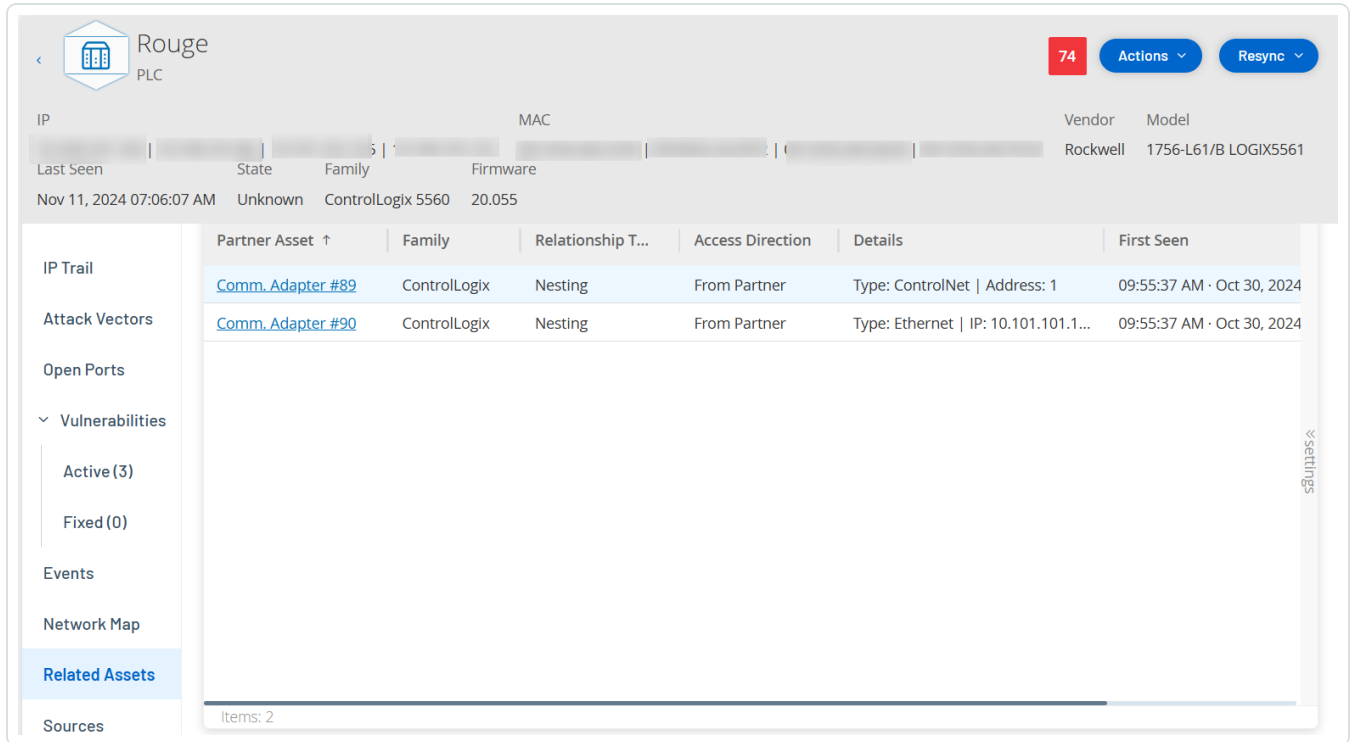 Rouge
PLC
74
Actions
Resync
IP
MAC
Vendor
Model
Rockwell
1756-L61/B LOGIX5561
Last Seen
State
Family
Firmware
Nov 11, 2024 07:06:07 AM
Unknown
ControlLogix 5560
20.055
IP Trail
Attack Vectors
Open Ports
Vulnerabilities
Active (3)
Fixed (0)
Events
Network Map
Related Assets
Sources
Partner Asset ↑ Family Relationship T... Access Direction Details First Seen
Comm. Adapter #89 ControlLogix Nesting From Partner Type: ControlNet | Address: 1 09:55:37 AM · Oct 30, 2024
Comm. Adapter #90 ControlLogix Nesting From Partner Type: Ethernet | IP: 10.101.101.1... 09:55:37 AM · Oct 30, 2024
Items: 2
settings